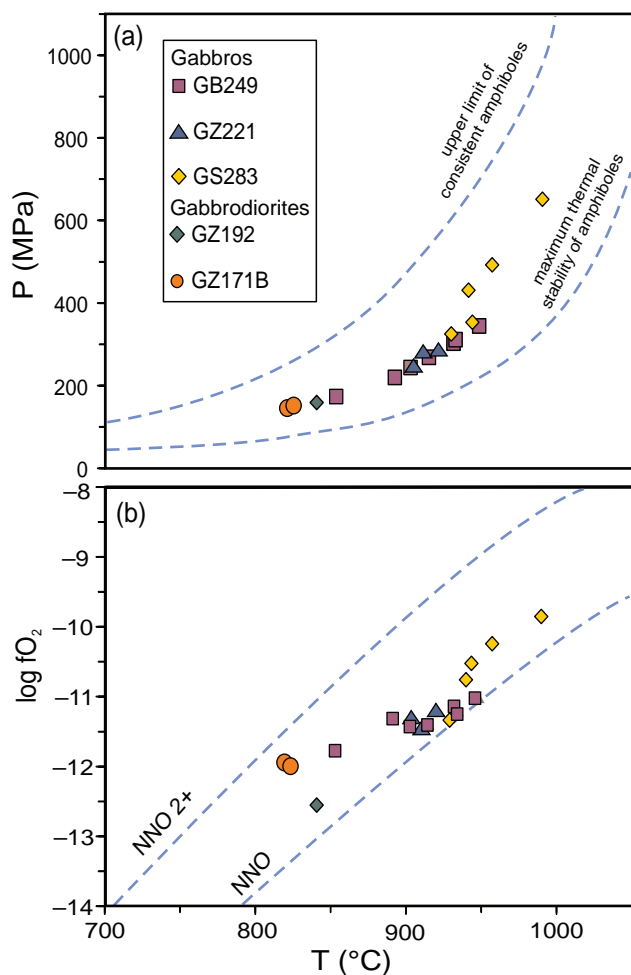 (a)
Gabbros
GB249
GZ221
GS283
Gabbrodiorites
GZ192
GZ171B
upper limit of
consistent amphiboles
maximum thermal
stability of amphiboles
P (MPa)
1000
800
600
400
200
0
(b)
NNO 2+
NNO
log fO₂
–8
–9
–10
–11
–12
–13
–14
700
800
900
1000
T (°C)